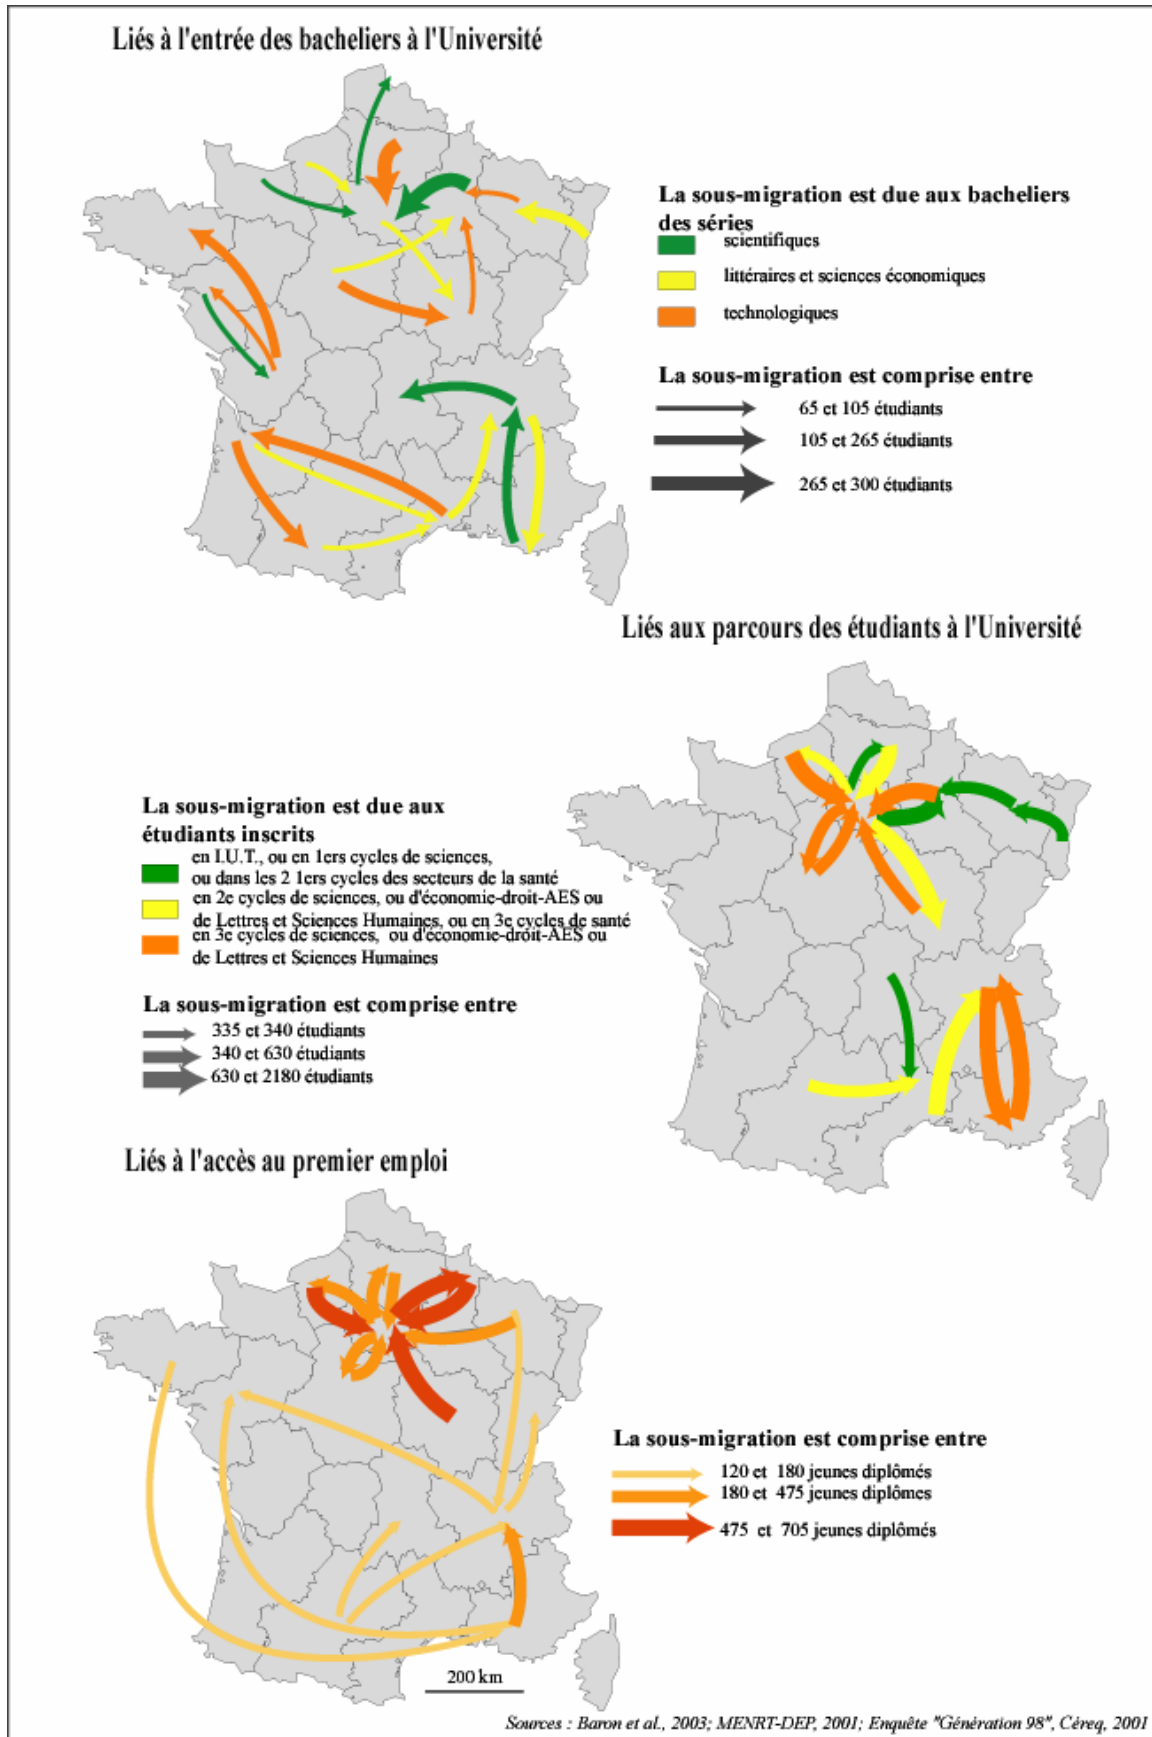 Liés à l'entrée des bacheliers à l'Université
La sous-migration est due aux bacheliers
des séries
scientifiques
littéraires et sciences économiques
technologiques
La sous-migration est comprise entre
65 et 105 étudiants
105 et 265 étudiants
265 et 300 étudiants
Liés aux parcours des étudiants à l'Université
La sous-migration est due aux
étudiants inscrits
en I.U.T., ou en 1ers cycles de sciences,
ou dans les 2 1ers cycles des secteurs de la santé
en 2e cycles de sciences, ou d'économie-droit-AES ou
de Lettres et Sciences Humaines, ou en 3e cycles de santé
en 3e cycles de sciences, ou d'économie-droit-AES ou
de Lettres et Sciences Humaines
La sous-migration est comprise entre
335 et 340 étudiants
340 et 630 étudiants
630 et 2180 étudiants
Liés à l'accès au premier emploi
La sous-migration est comprise entre
120 et 180 jeunes diplômés
180 et 475 jeunes diplômes
475 et 705 jeunes diplômés
200 km
Sources : Baron et al., 2003; MENRT-DEP, 2001; Enquête "Génération 98", Céreq, 2001